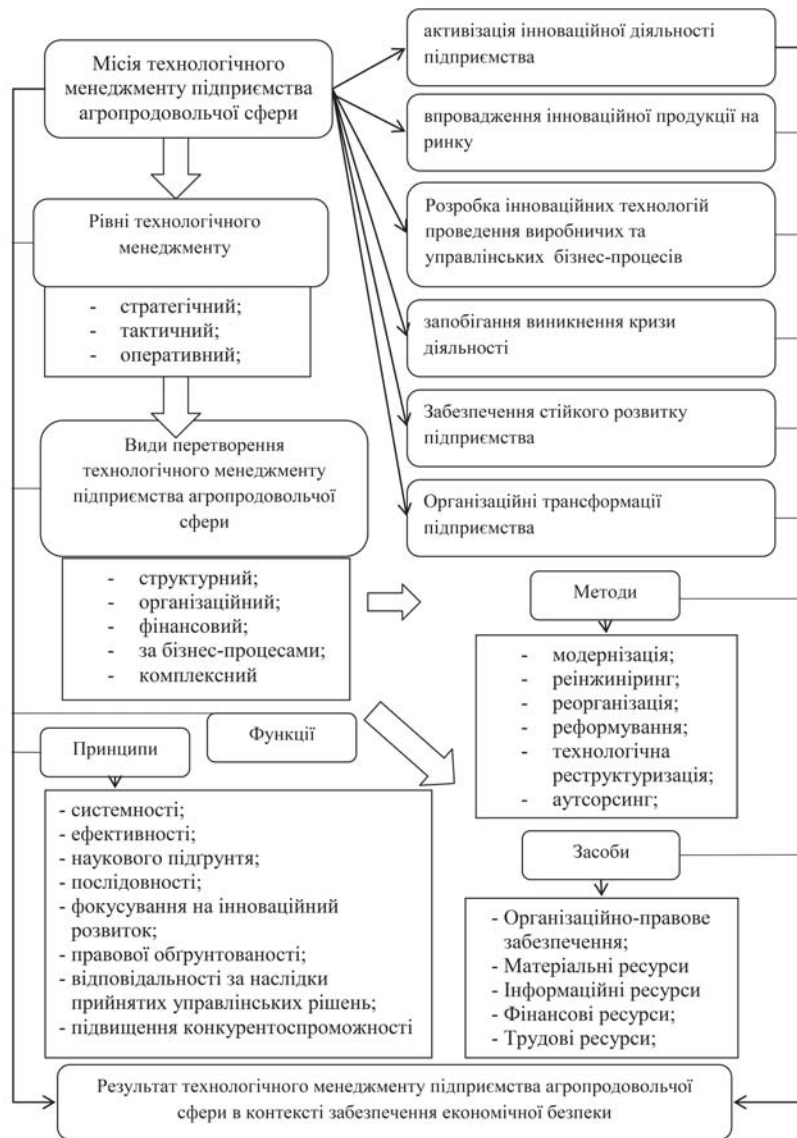 Місія технологічного
менеджменту підприємства
агропродовольчої сфери
активізація інноваційної діяльності
підприємства
впровадження інноваційної продукції на
ринку
Розробка інноваційних технологій
проведення виробничих та
управлінських бізнес-процесів
запобігання виникнення кризи
діяльності
Забезпечення стійкого розвитку
підприємства
Організаційні трансформації
підприємства
Рівні технологічного
менеджменту
- стратегічний;
- тактичний;
- оперативний;
Види перетворення
технологічного менеджменту
підприємства агропродовольчої
сфери
- структурний;
- організаційний;
- фінансовий;
- за бізнес-процесами;
- комплексний
Методи
- модернізація;
- реінжиніринг;
- реорганізація;
- реформування;
- технологічна
реструктуризація;
- аутсорсинг;
Функції
Принципи
- системності;
- ефективності;
- наукового підґрунтя;
- послідовності;
- фокусування на інноваційний
розвиток;
- правової обґрунтованості;
- відповідальності за наслідки
прийнятих управлінських рішень;
- підвищення конкурентоспроможності
Засоби
- Організаційно-правове
забезпечення;
- Матеріальні ресурси
- Інформаційні ресурси
- Фінансові ресурси;
- Трудові ресурси;
Результат технологічного менеджменту підприємства агропродовольчої
сфери в контексті забезпечення економічної безпеки